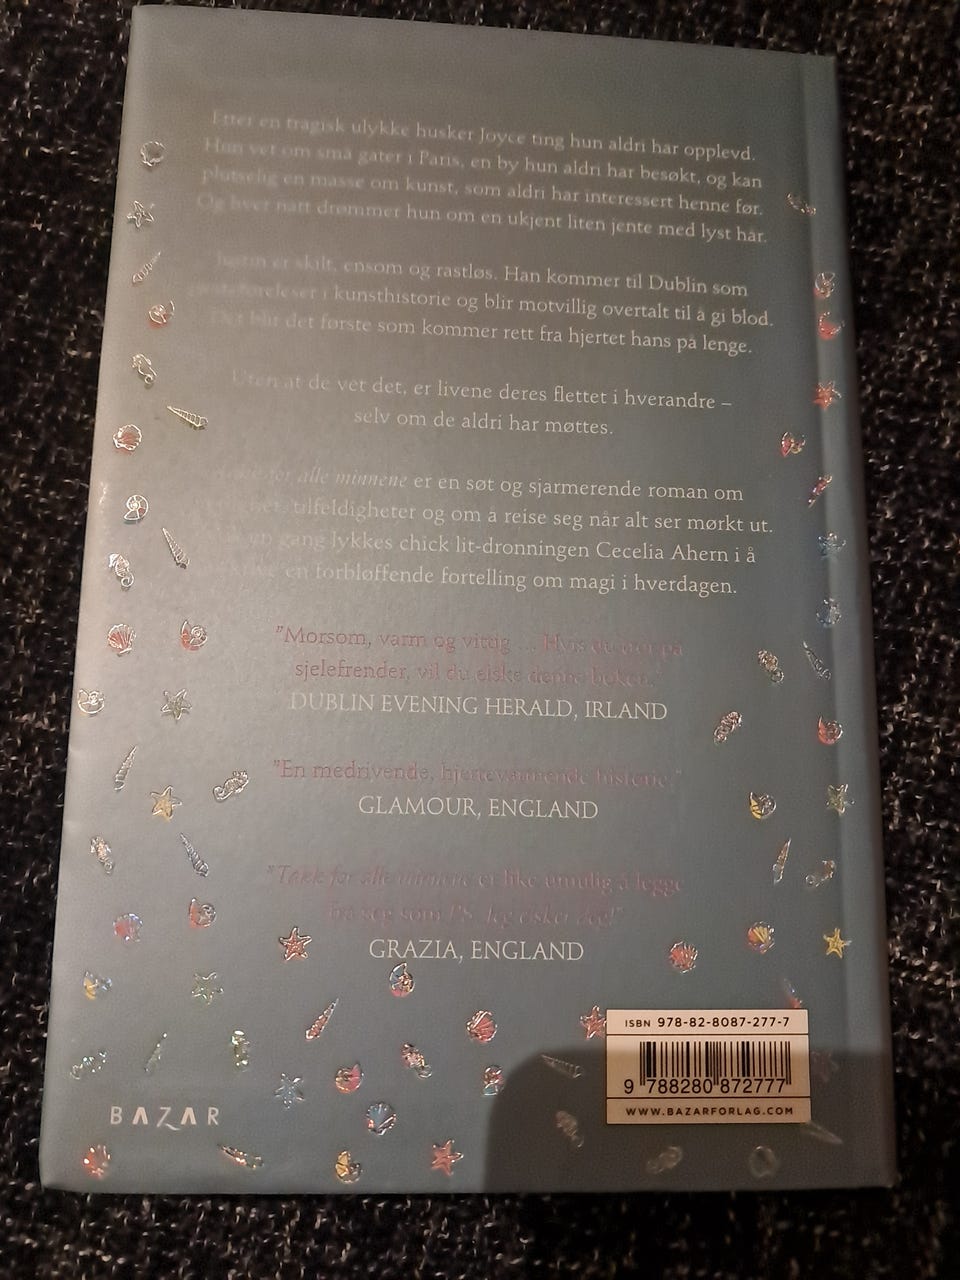 Etter en tragisk ulykke husker Joyce ting hun aldri har opplevd.
Hun vet om små gater i Paris, en by hun aldri har besøkt, og kan
plutselig en masse om kunst, som aldri har interessert henne før.
Og hver natt drømmer hun om en ukjent liten jente med lyst hår.
Justin er skilt, ensom og rastløs. Han kommer til Dublin som
gjesteforeleser i kunsthistorie og blir motvillig overtalt til å gi blod.
Det blir det første som kommer rett fra hjertet hans på lenge.
Uten at de vet det, er livene deres flettet i hverandre –
selv om de aldri har møttes.
Takk for alle minnene er en søt og sjarmerende roman om
tilfeldigheter og om å reise seg når alt ser mørkt ut.
en gang lykkes chick lit-dronningen Cecelia Ahern i å
en forbløffende fortelling om magi i hverdagen.
"Morsom, varm og vittig ... Hvis du tror på
sjelefrender, vil du elske denne boken."
DUBLIN EVENING HERALD, IRLAND
"En medrivende, hjertevarmende historie."
GLAMOUR, ENGLAND
"Takk for alle minnene er like umulig å legge
fra seg som PS. Jeg elsker deg!"
GRAZIA, ENGLAND
ISBN 978-82-8087-277-7
9 788280 872777
WWW.BAZARFORLAG.COM
BAZAR